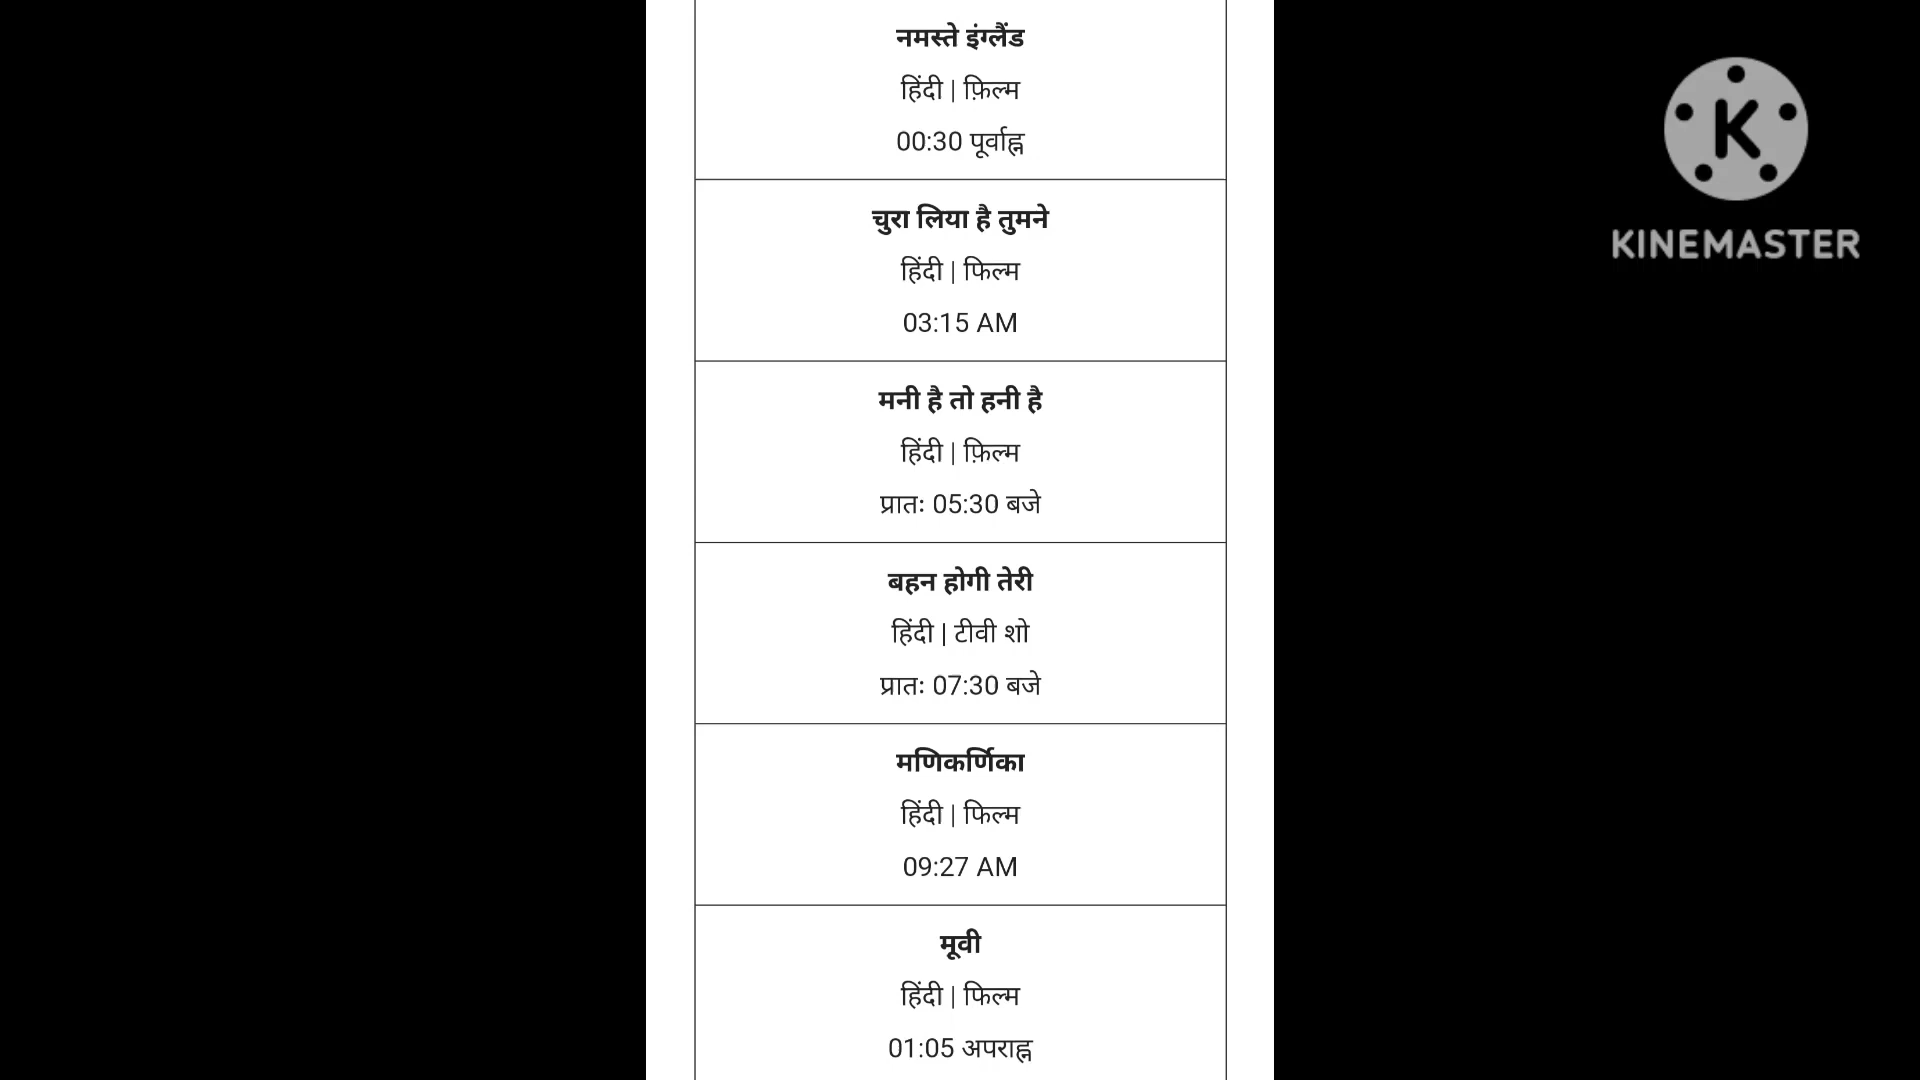 नमस्ते इंग्लैंड
हिंदी | फ़िल्म
00:30 पूर्वाह्न
चुरा लिया है तुमने
हिंदी | फिल्म
03:15 AM
मनी है तो हनी है
हिंदी | फ़िल्म
प्रातः 05:30 बजे
बहन होगी तेरी
हिंदी | टीवी शो
प्रातः 07:30 बजे
मणिकर्णिका
हिंदी | फिल्म
09:27 AM
मूवी
हिंदी | फिल्म
01:05 अपराह्न
K
KINEMASTER